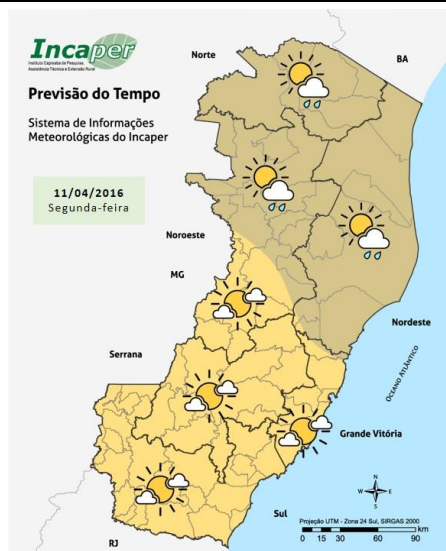 Incaper
Instituto Capixaba de Pesquisa,
Assistência Técnica e Extensão Rural
Previsão do Tempo
Sistema de Informações
Meteorológicas do Incaper
11/04/2016
Segunda-feira
Norte
BA
Noroeste
MG
Nordeste
Serrana
OCEANO ATLÂNTICO
Grande Vitória
N
W
E
S
Sul
Projeção UTM - Zona 24 Sul, SIRGAS 2000
km
0 15 30 60 90
RJ